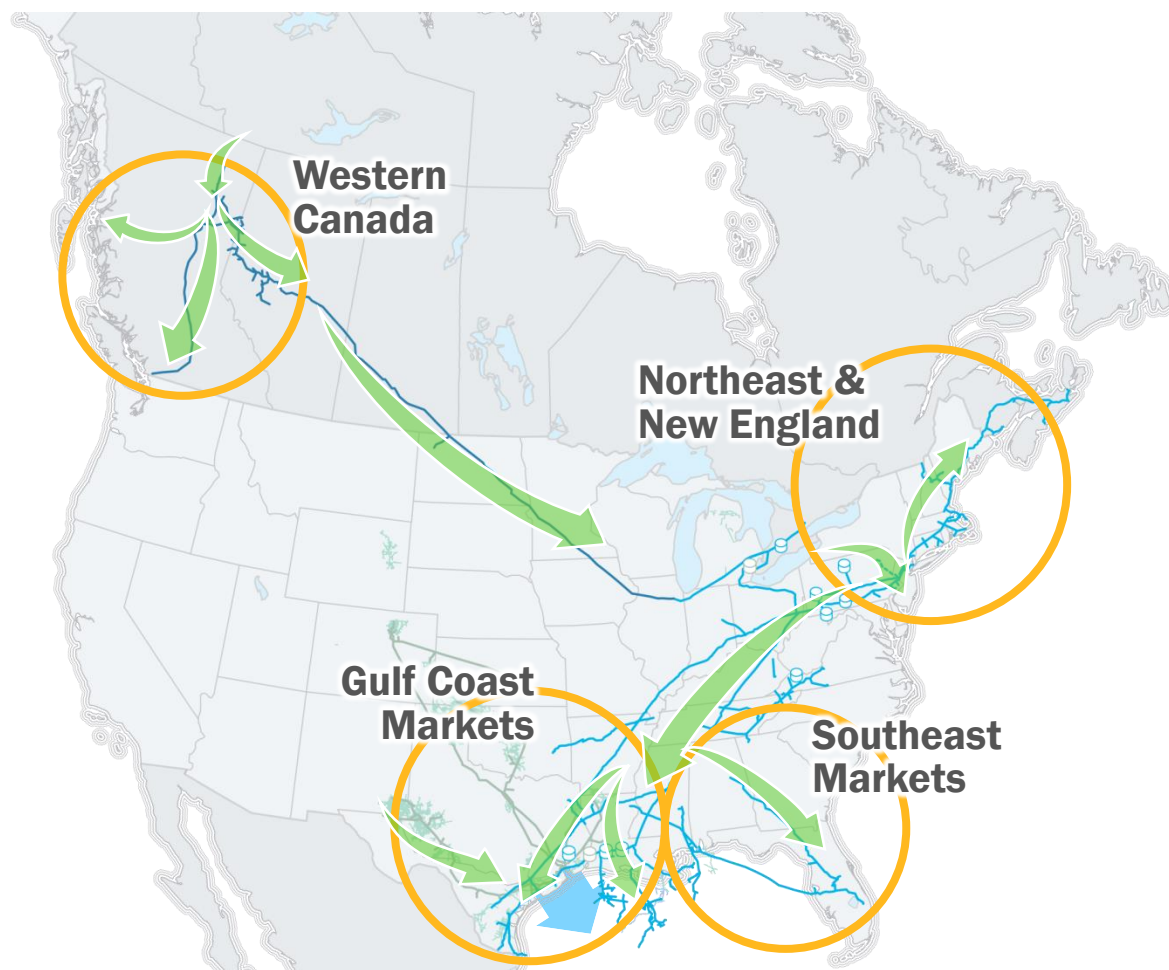 Western
Canada
Northeast &
New England
Gulf Coast
Markets
Southeast
Markets